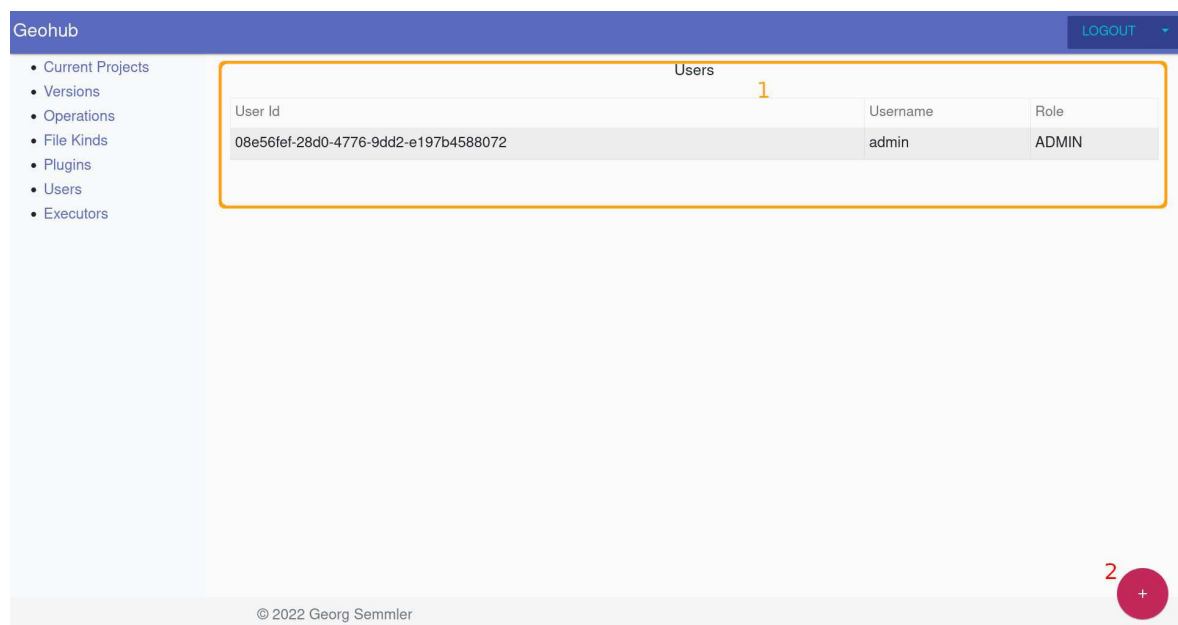 Geohub
LOGOUT
Current Projects
Versions
Operations
File Kinds
Plugins
Users
Executors
Users
1
User Id Username Role
08e56fef-28d0-4776-9dd2-e197b4588072 admin ADMIN
2
+
© 2022 Georg Semmler